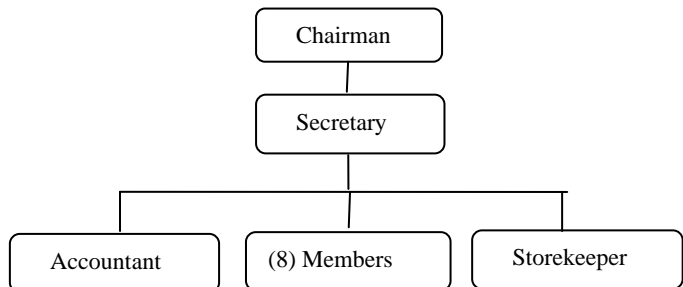 Chairman
Secretary
Accountant
(8) Members
Storekeeper